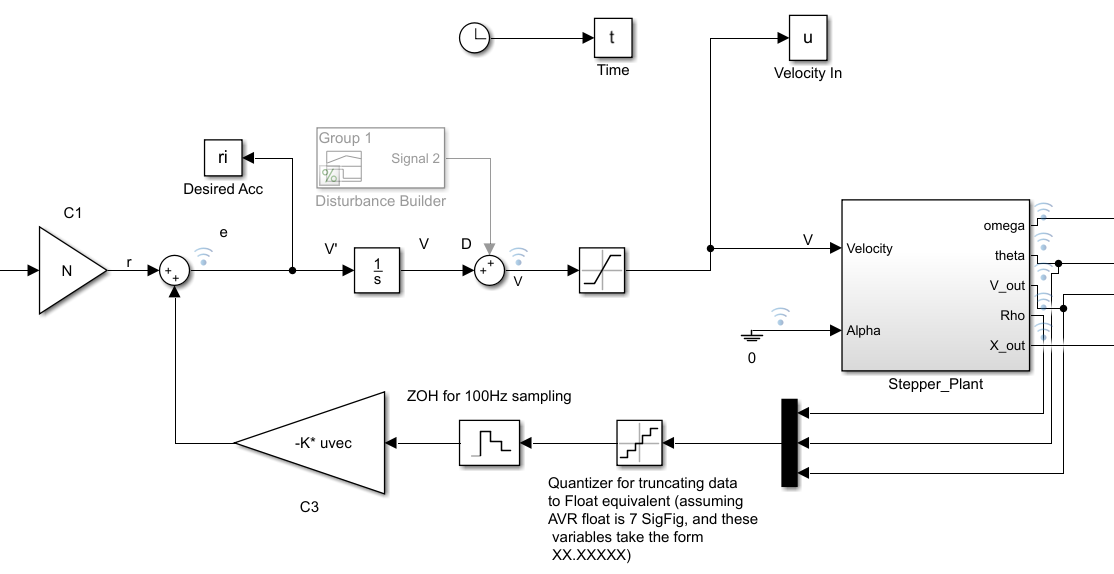 t
Time
u
Velocity In
Group 1
Signal 2
Disturbance Builder
ri
Desired Acc
C1
N
r
+
+
e
V'
1
s
V
D
+
+
V
V
Velocity
Alpha
omega
theta
V_out
Rho
X_out
Stepper_Plant
0
ZOH for 100Hz sampling
-K* uvec
C3
Quantizer for truncating data
to Float equivalent (assuming
AVR float is 7 SigFig, and these
variables take the form
XX.XXXXX)